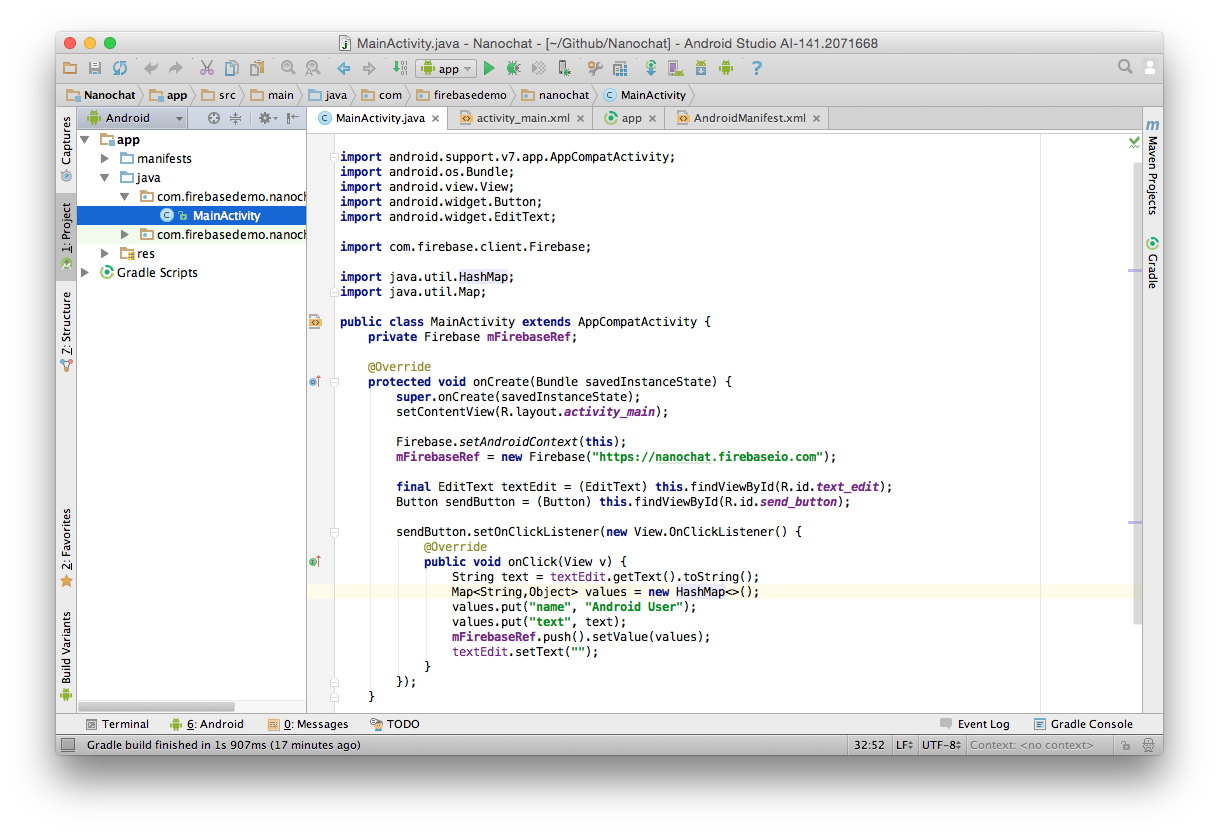 MainActivity.java - Nanochat - [~/Github/Nanochat] - Android Studio AI-141.2071668
app
Nanochat app src main java com firebasedemo nanochat MainActivity
Android
MainActivity.java activity_main.xml app AndroidManifest.xml
Captures
1: Project
Z: Structure
2: Favorites
Build Variants
app
manifests
java
com.firebasedemo.nanoch
MainActivity
com.firebasedemo.nanoch
res
Gradle Scripts
import android.support.v7.app.AppCompatActivity;
import android.os.Bundle;
import android.view.View;
import android.widget.Button;
import android.widget.EditText;
import com.firebase.client.Firebase;
import java.util.HashMap;
import java.util.Map;
public class MainActivity extends AppCompatActivity {
private Firebase mFirebaseRef;
@Override
protected void onCreate(Bundle savedInstanceState) {
super.onCreate(savedInstanceState);
setContentView(R.layout.activity_main);
Firebase.setAndroidContext(this);
mFirebaseRef = new Firebase("https://nanochat.firebaseio.com");
final EditText textEdit = (EditText) this.findViewById(R.id.text_edit);
Button sendButton = (Button) this.findViewById(R.id.send_button);
sendButton.setOnClickListener(new View.OnClickListener() {
@Override
public void onClick(View v) {
String text = textEdit.getText().toString();
Map<String,Object> values = new HashMap<>();
values.put("name", "Android User");
values.put("text", text);
mFirebaseRef.push().setValue(values);
textEdit.setText("");
}
});
}
m Maven Projects
Gradle
Terminal 6: Android 0: Messages TODO Event Log Gradle Console
Gradle build finished in 1s 907ms (17 minutes ago) 32:52 LF UTF-8 Context: <no context>